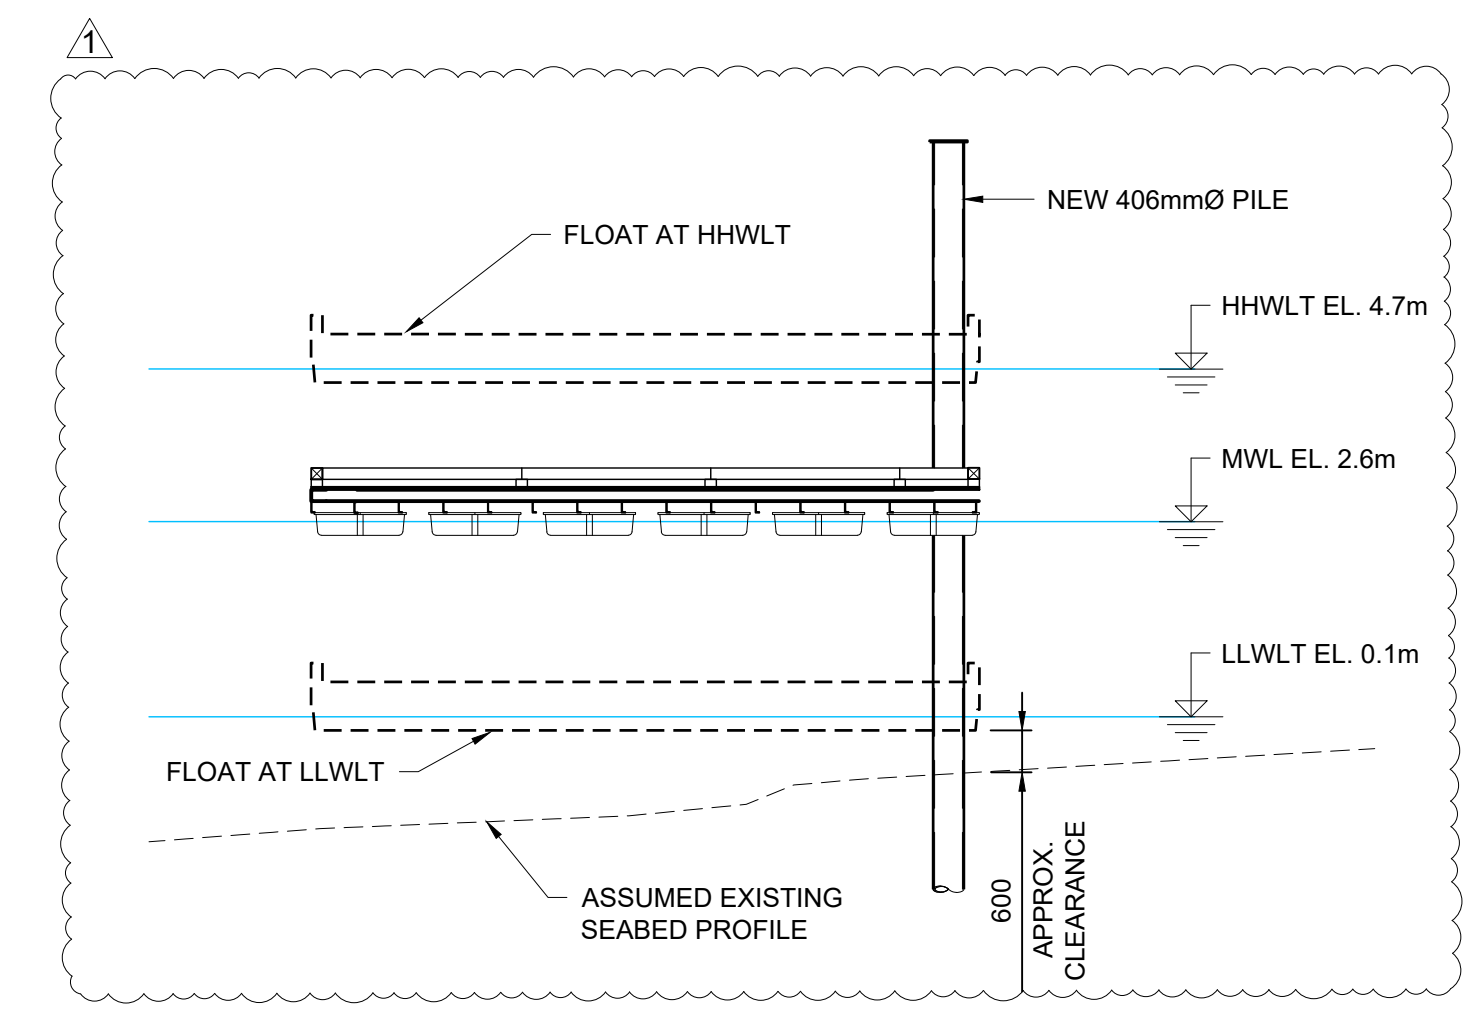 1
NEW 406mmØ PILE
FLOAT AT HHWLT
HHWLT EL. 4.7m
MWL EL. 2.6m
LLWLT EL. 0.1m
FLOAT AT LLWLT
ASSUMED EXISTING
SEABED PROFILE
600
APPROX.
CLEARANCE